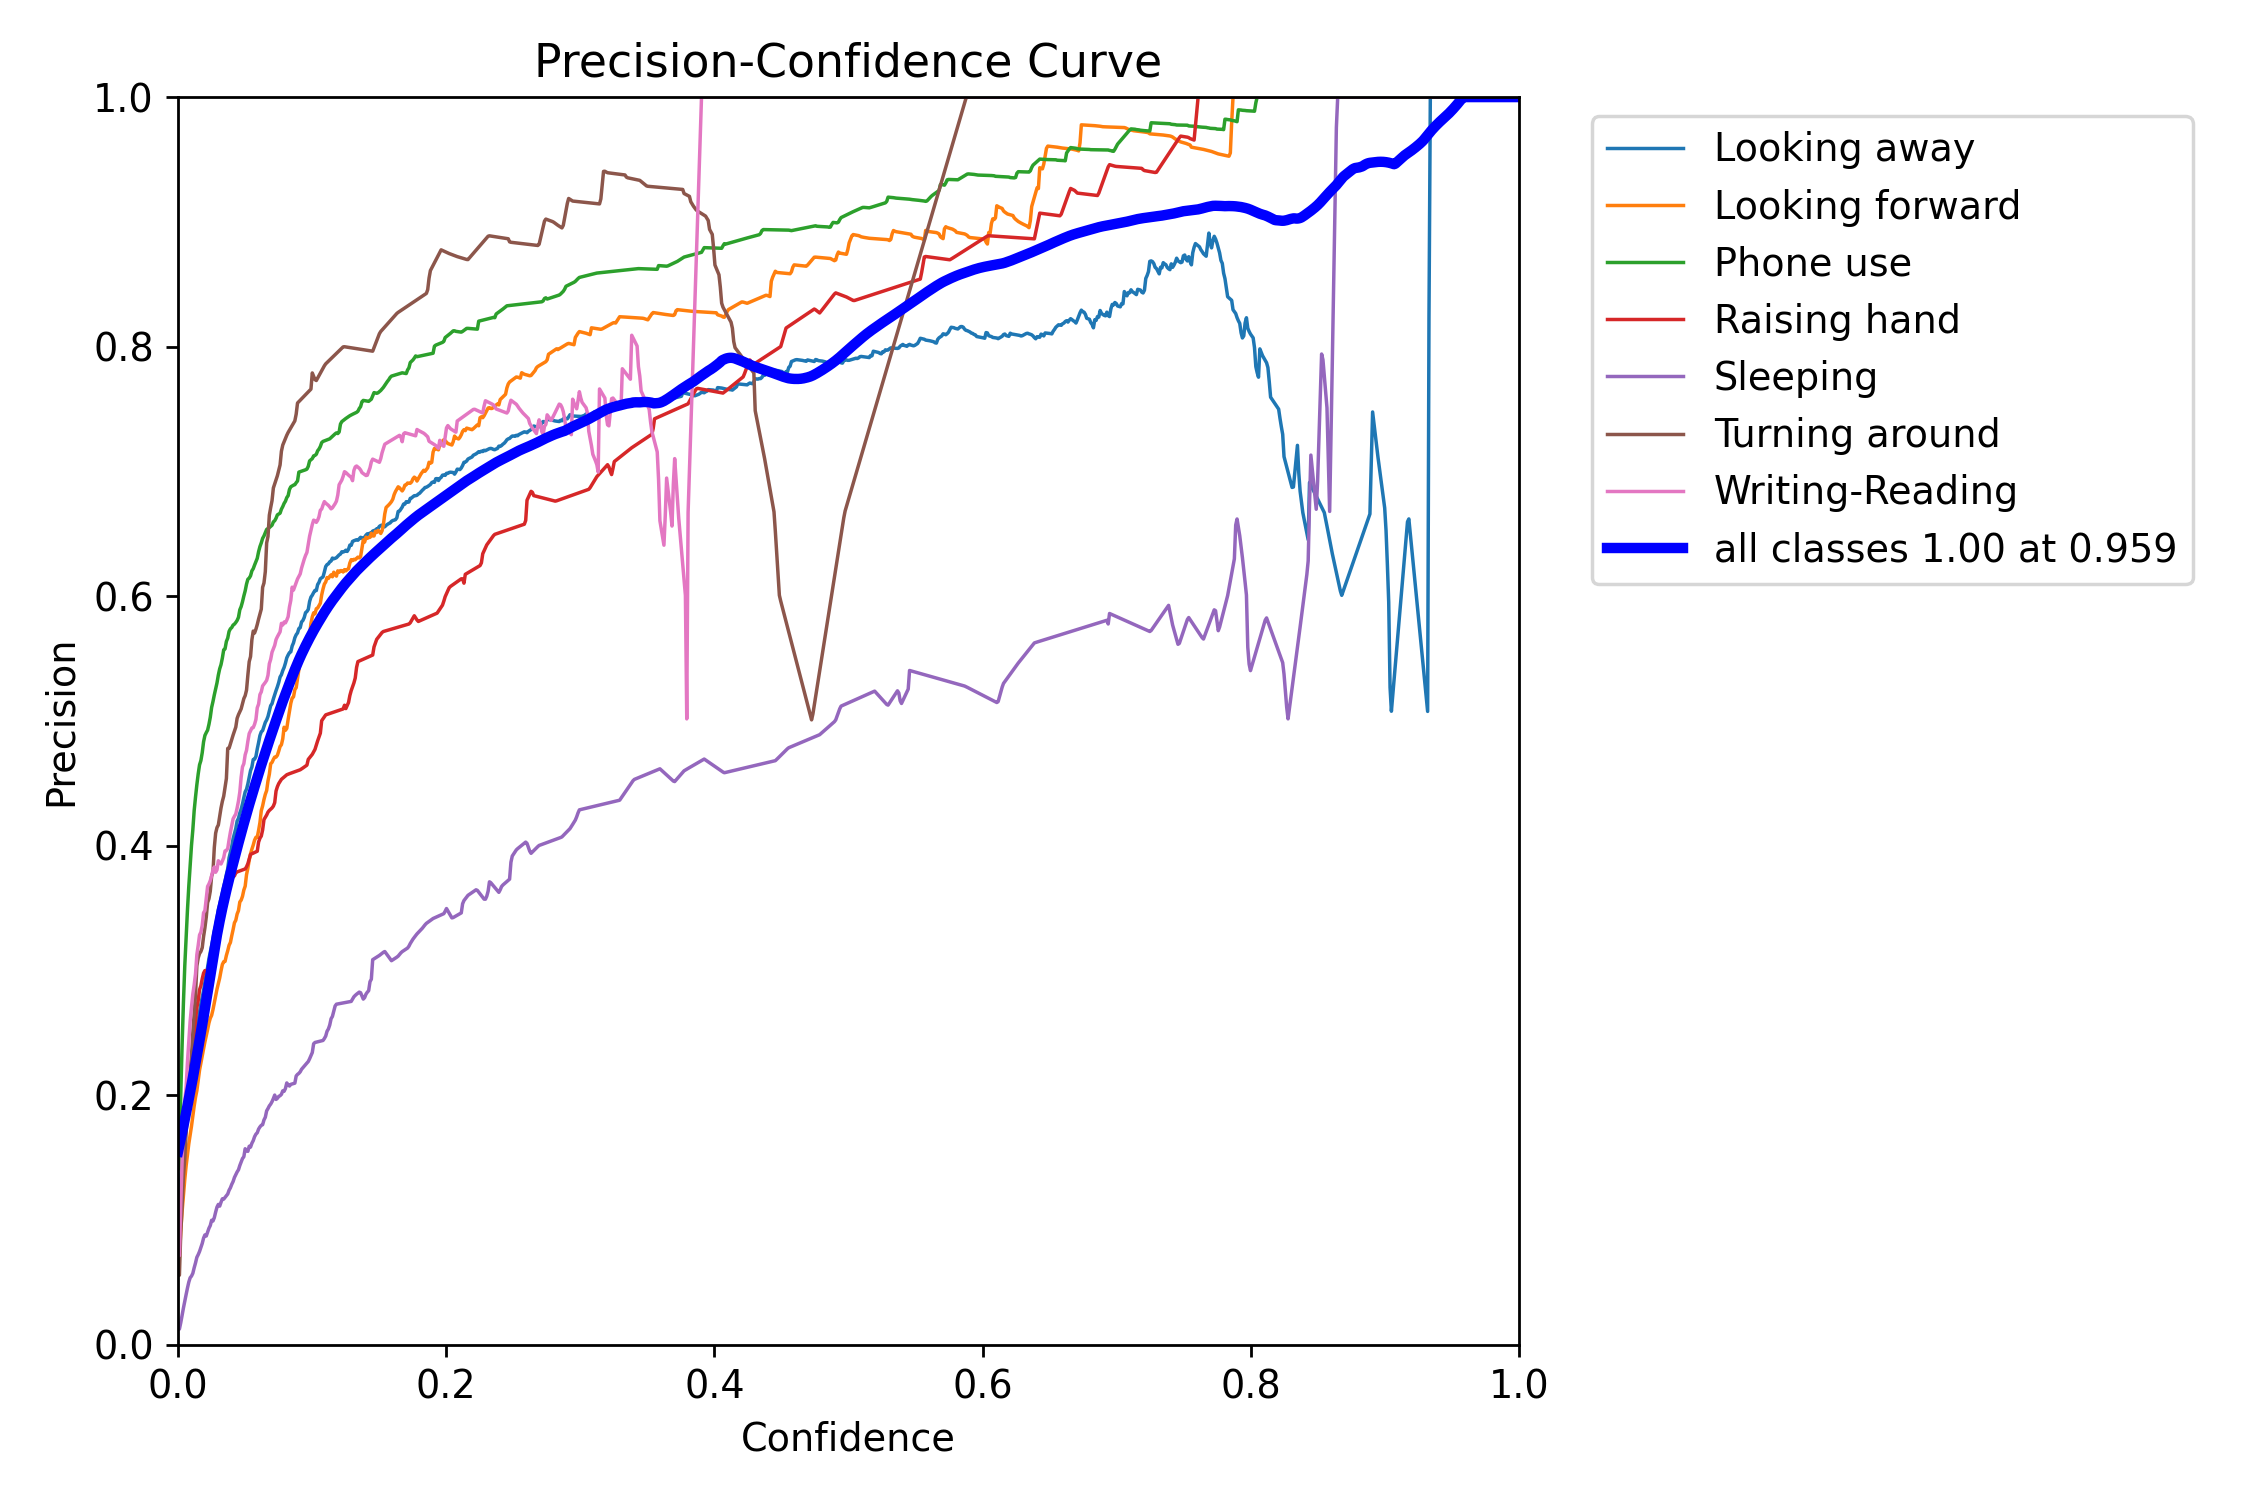 Precision-Confidence Curve
1.0
0.8
0.6
0.4
0.2
0.0
Precision
0.0 0.2 0.4 0.6 0.8 1.0
Confidence
Looking away
Looking forward
Phone use
Raising hand
Sleeping
Turning around
Writing-Reading
all classes 1.00 at 0.959